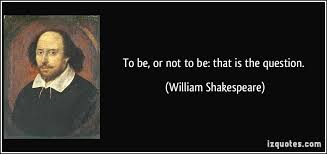 To be, or not to be: that is the question.
(William Shakespeare)
izquotes.com